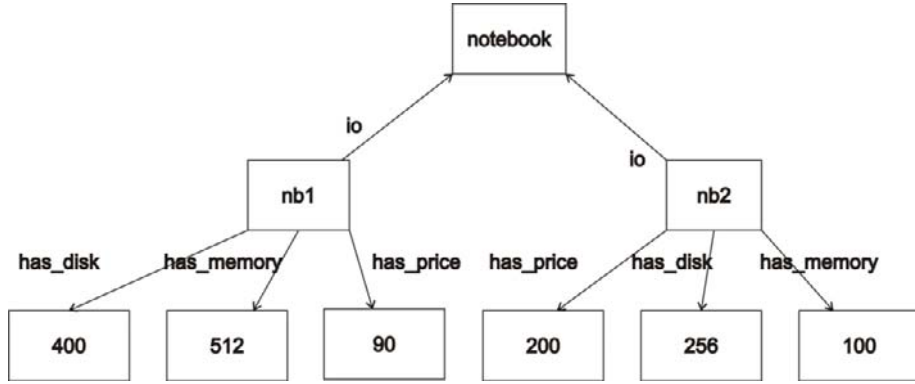 notebook
io
io
nb1
nb2
has_disk
has_memory
has_price
has_price
has_disk
has_memory
400
512
90
200
256
100